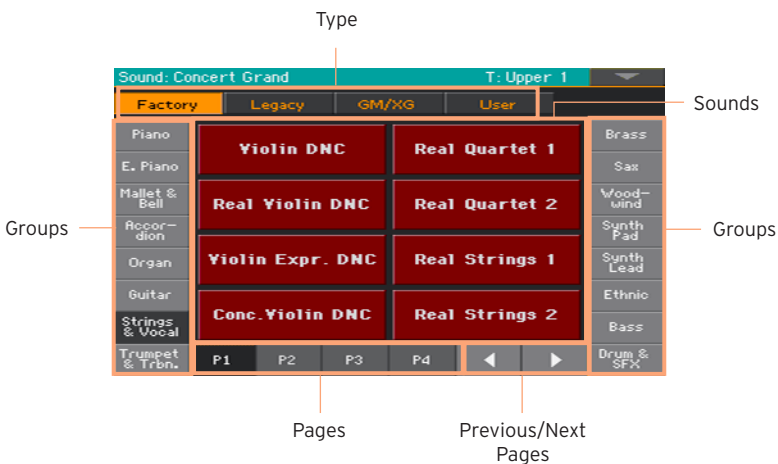 Type
Sound: Concert Grand T: Upper 1
Factory Legacy GM/XG User
Sounds
Groups
Piano
E. Piano
Mallet &
Bell
Accor-
dion
Organ
Guitar
Strings
& Vocal
Trumpet
& Trbn.
Violin DNC Real Quartet 1
Real Violin DNC Real Quartet 2
Violin Expr. DNC Real Strings 1
Conc.Violin DNC Real Strings 2
Brass
Sax
Wood-
wind
Synth
Pad
Synth
Lead
Ethnic
Bass
Drum &
SFX
Groups
P1 P2 P3 P4
Pages
Previous/Next
Pages